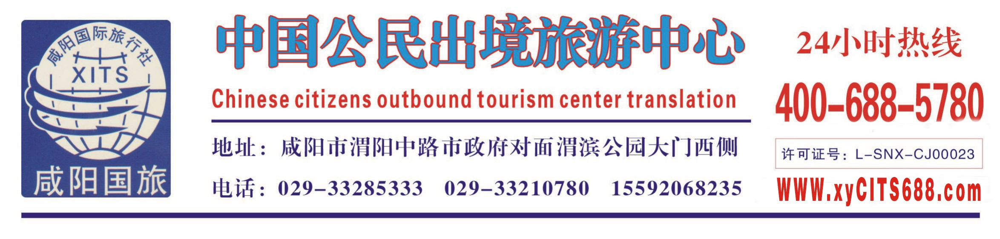 咸阳国际旅行社
XITS
咸阳国旅
中国公民出境旅游中心
Chinese citizens outbound tourism center translation
地址：咸阳市渭阳中路市政府对面渭滨公园大门西侧
电话：029-33285333 029-33210780 15592068235
24小时热线
400-688-5780
许可证号：L-SNX-CJ00023
WWW.xyCITS688.com